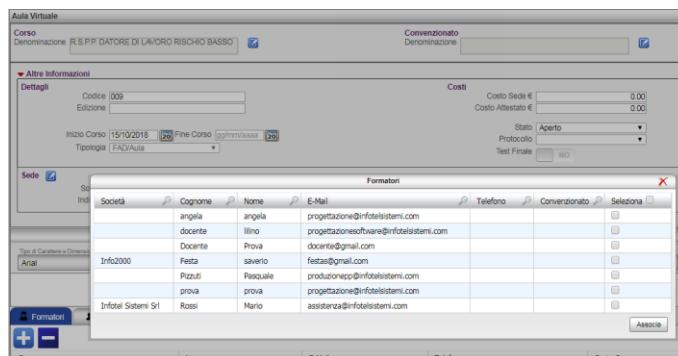 Aula Virtuale
Corso
Denominazione R.S.P.P. DATORE DI LAVORO RISCHIO BASSO
Convenzionato
Denominazione
Altre Informazioni
Dettagli
Codice 009
Edizione
Inizio Corso 15/10/2018 20 Fine Corso gg/mm/aaaa 20
Tipologia FAD/Aula
Costi
Costo Sede € 0.00
Costo Attestato € 0.00
Stato Aperto
Protocollo
Test Finale NO
Sede
So
Indi
Formatori
Società Cognome Nome E-Mail Telefono Convenzionato Seleziona
angela angela progettazione@infotelsistemi.com
docente lilino progettazionesoftware@infotelsistemi.com
Docente Prova docente@gmail.com
Info2000 Festa saverio festas@gmail.com
Pizzuti Pasquale produzionepp@infotelsistemi.com
prova prova progettazione@infotelsistemi.com
Infotel Sistemi Srl Rossi Mario assistenza@infotelsistemi.com
Associa
Tipo di Carattere e Dimensi
Arial
Formatori